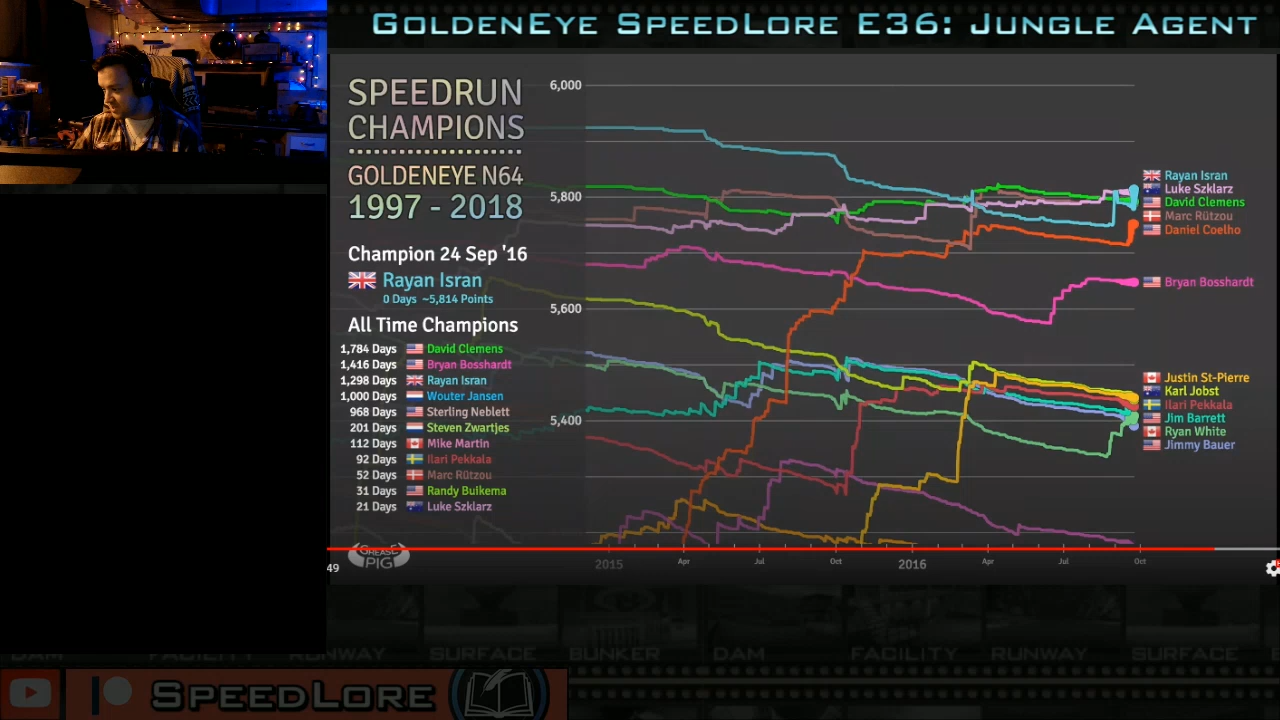 GoldenEye SpeedLore E36: Jungle Agent
SPEEDRUN
CHAMPIONS
GOLDENEYE N64
1997 - 2018
Champion 24 Sep '16
Rayan Isran
0 Days ~5,814 Points
All Time Champions
1,784 Days David Clemens
1,416 Days Bryan Bosshardt
1,298 Days Rayan Isran
1,000 Days Wouter Jansen
968 Days Sterling Neblett
201 Days Steven Zwartjes
112 Days Mike Martin
92 Days Ilari Pekkala
52 Days Marc Rützou
31 Days Randy Buikema
21 Days Luke Szklarz
6,000
5,800
5,600
5,400
Rayan Isran
Luke Szklarz
David Clemens
Marc Rützou
Daniel Coelho
Bryan Bosshardt
Justin St-Pierre
Karl Jobst
Ilari Pekkala
Jim Barrett
Ryan White
Jimmy Bauer
GREASE
PIG
49
2015 Apr Jul Oct 2016 Apr Jul Oct
DAM FACILITY RUNWAY SURFACE BUNKER DAM FACILITY RUNWAY SURFACE
SpeedLore